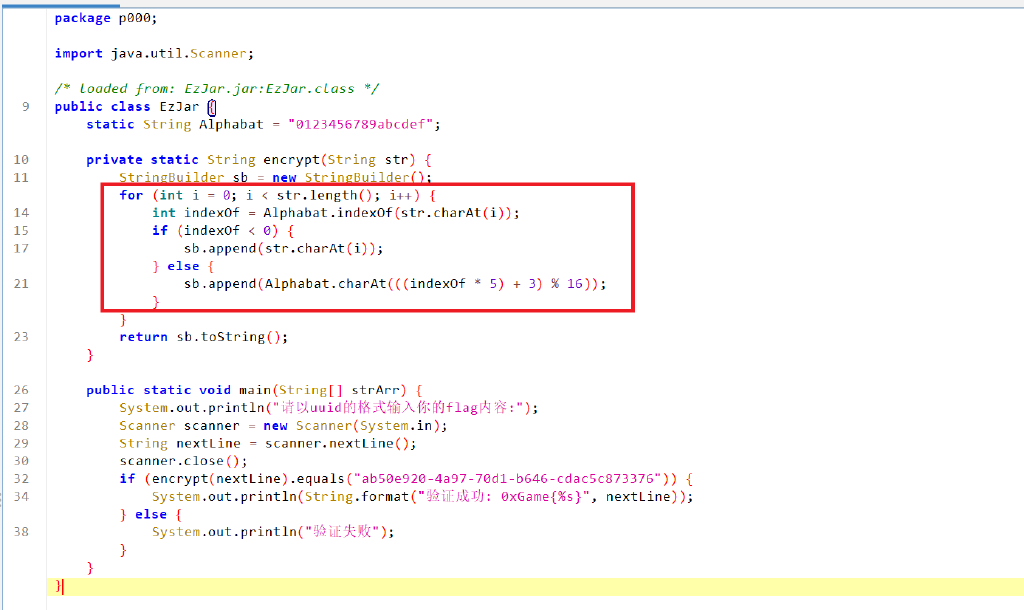 package p000;
import java.util.Scanner;
/* Loaded from: EzJar.jar:EzJar.class */
9 public class EzJar {
static String Alphabat = "0123456789abcdef";
10 private static String encrypt(String str) {
11 StringBuilder sb = new StringBuilder();
for (int i = 0; i < str.length(); i++) {
14 int indexOf = Alphabat.indexOf(str.charAt(i));
15 if (indexOf < 0) {
17 sb.append(str.charAt(i));
} else {
21 sb.append(Alphabat.charAt(((indexOf * 5) + 3) % 16));
}
}
23 return sb.toString();
}
26 public static void main(String[] strArr) {
27 System.out.println("请以uuid的格式输入你的flag内容:");
28 Scanner scanner = new Scanner(System.in);
29 String nextLine = scanner.nextLine();
30 scanner.close();
32 if (encrypt(nextLine).equals("ab50e920-4a97-70d1-b646-cdac5c873376")) {
34 System.out.println(String.format("验证成功: 0xGame{%s}", nextLine));
} else {
38 System.out.println("验证失败");
}
}
}